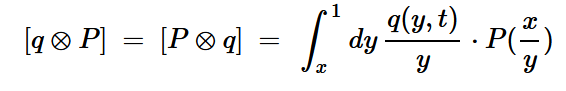 [q ⊗ P] = [P ⊗ q] = ∫_x^1 dy q(y, t)/y · P(x/y)